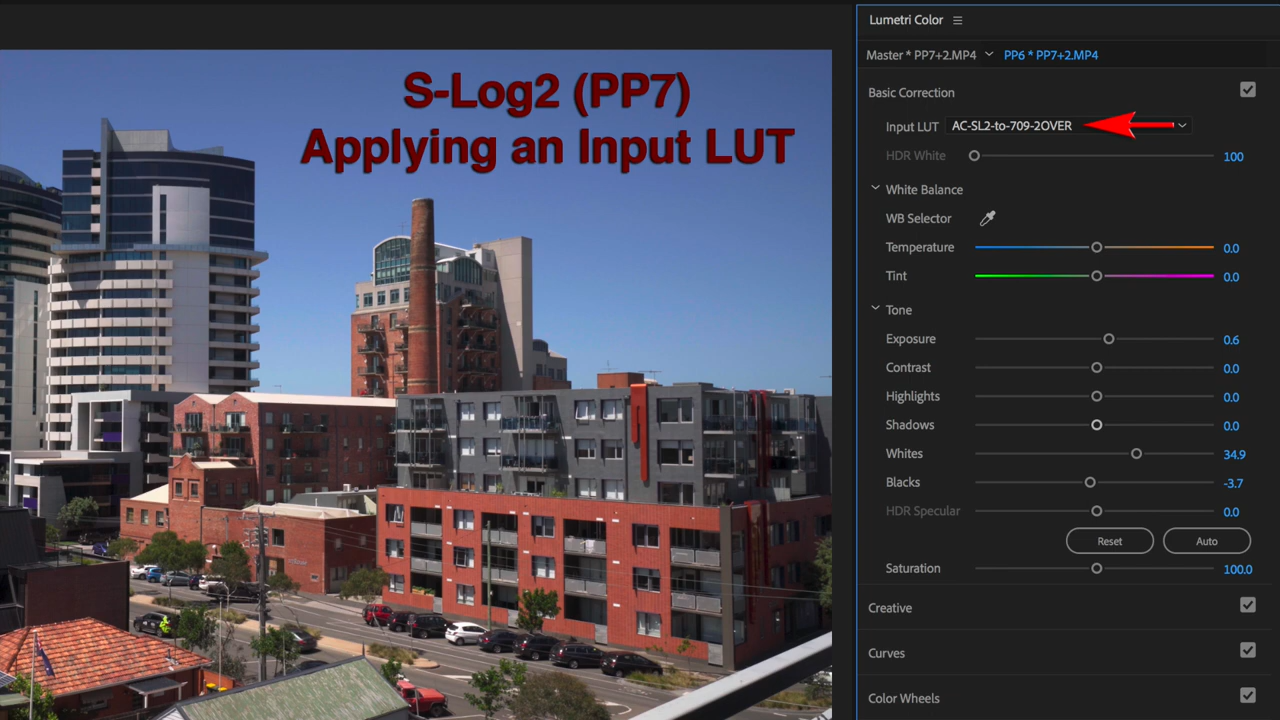 S-Log2 (PP7)
Applying an Input LUT
Lumetri Color
Master * PP7+2.MP4 PP6 * PP7+2.MP4
Basic Correction
Input LUT AC-SL2-to-709-2OVER
HDR White 100
White Balance
WB Selector
Temperature 0.0
Tint 0.0
Tone
Exposure 0.6
Contrast 0.0
Highlights 0.0
Shadows 0.0
Whites 34.9
Blacks -3.7
HDR Specular 0.0
Reset Auto
Saturation 100.0
Creative
Curves
Color Wheels